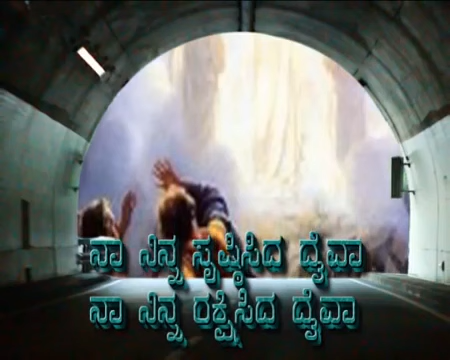 ನಾ ನಿನ್ನ ಸೃಷ್ಠಿಸಿದ ಧೈವಾ
ನಾ ನಿನ್ನ ರಕ್ಷಿಸಿದ ಧೈವಾ